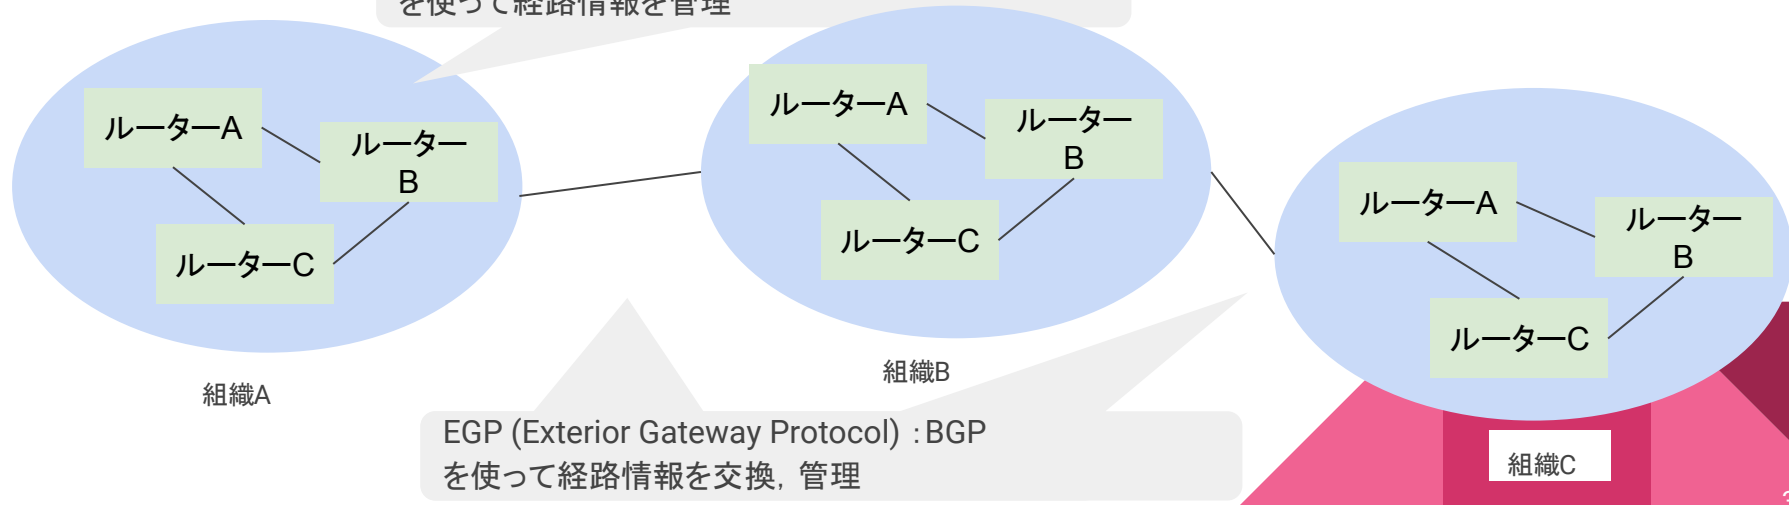 を使って経路情報を管理
ルーターA
ルーター
B
ルーターC
組織A
ルーターA
ルーター
B
ルーターC
組織B
ルーターA
ルーター
B
ルーターC
組織C
EGP (Exterior Gateway Protocol) ：BGP
を使って経路情報を交換，管理